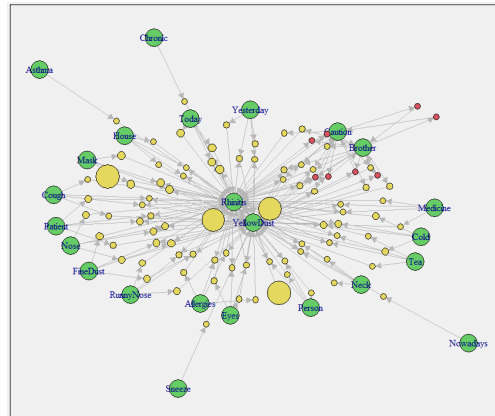 Chronic
Asthma
Yesterday
Today
House
Caution
Brother
Mask
Cough
Rhinitis
Medicine
YellowDust
Patient
Cold
Nose
Tea
FineDust
Neck
RunnyNose
Allergies
Person
Eyes
Nowadays
Sneeze